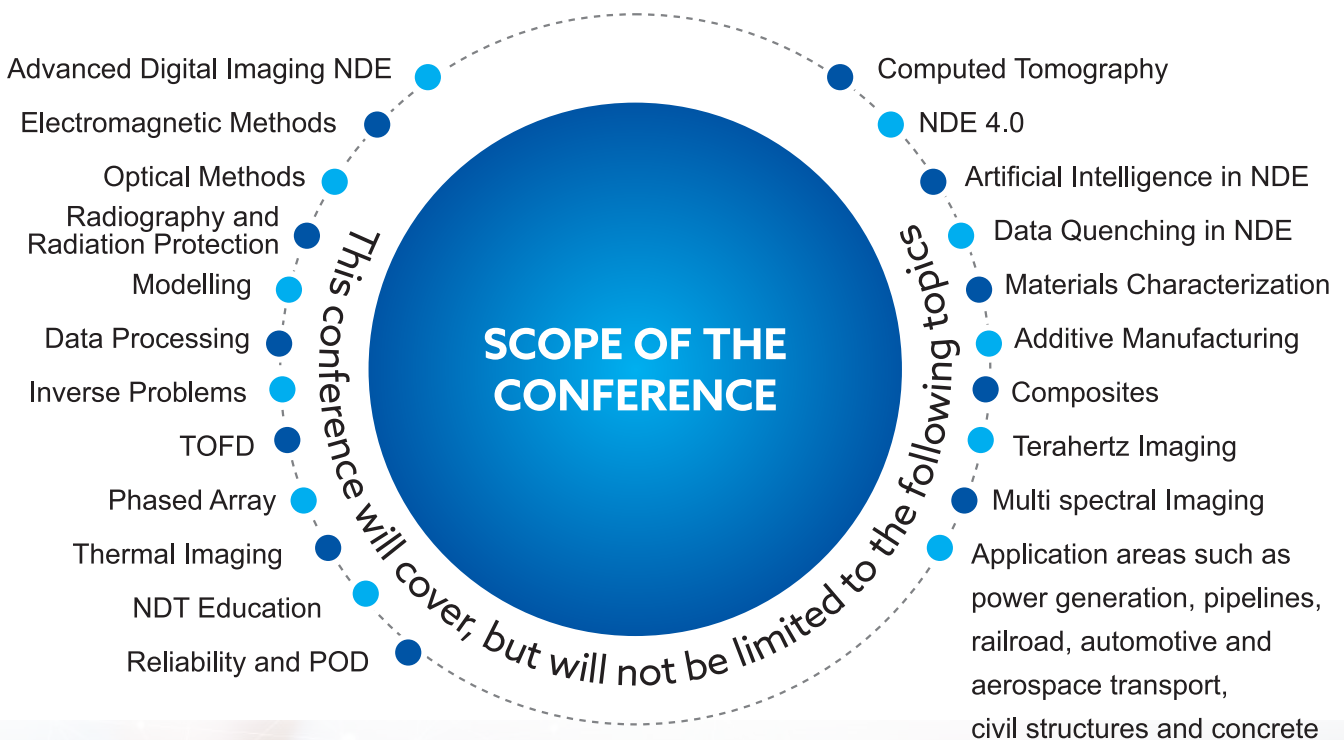 Advanced Digital Imaging NDE
Electromagnetic Methods
Optical Methods
Radiography and
Radiation Protection
Modelling
Data Processing
Inverse Problems
TOFD
Phased Array
Thermal Imaging
NDT Education
Reliability and POD
SCOPE OF THE
CONFERENCE
This conference will cover, but will not be limited to the following topics
Computed Tomography
NDE 4.0
Artificial Intelligence in NDE
Data Quenching in NDE
Materials Characterization
Additive Manufacturing
Composites
Terahertz Imaging
Multi spectral Imaging
Application areas such as
power generation, pipelines,
railroad, automotive and
aerospace transport,
civil structures and concrete